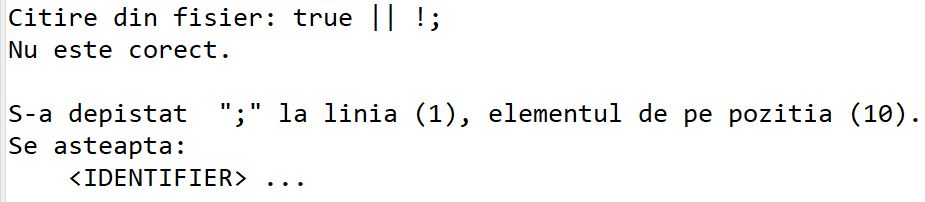 Citire din fisier: true || !;
Nu este corect.
S-a depistat  ";" la linia (1), elementul de pe pozitia (10).
Se asteapta:
    <IDENTIFIER> ...